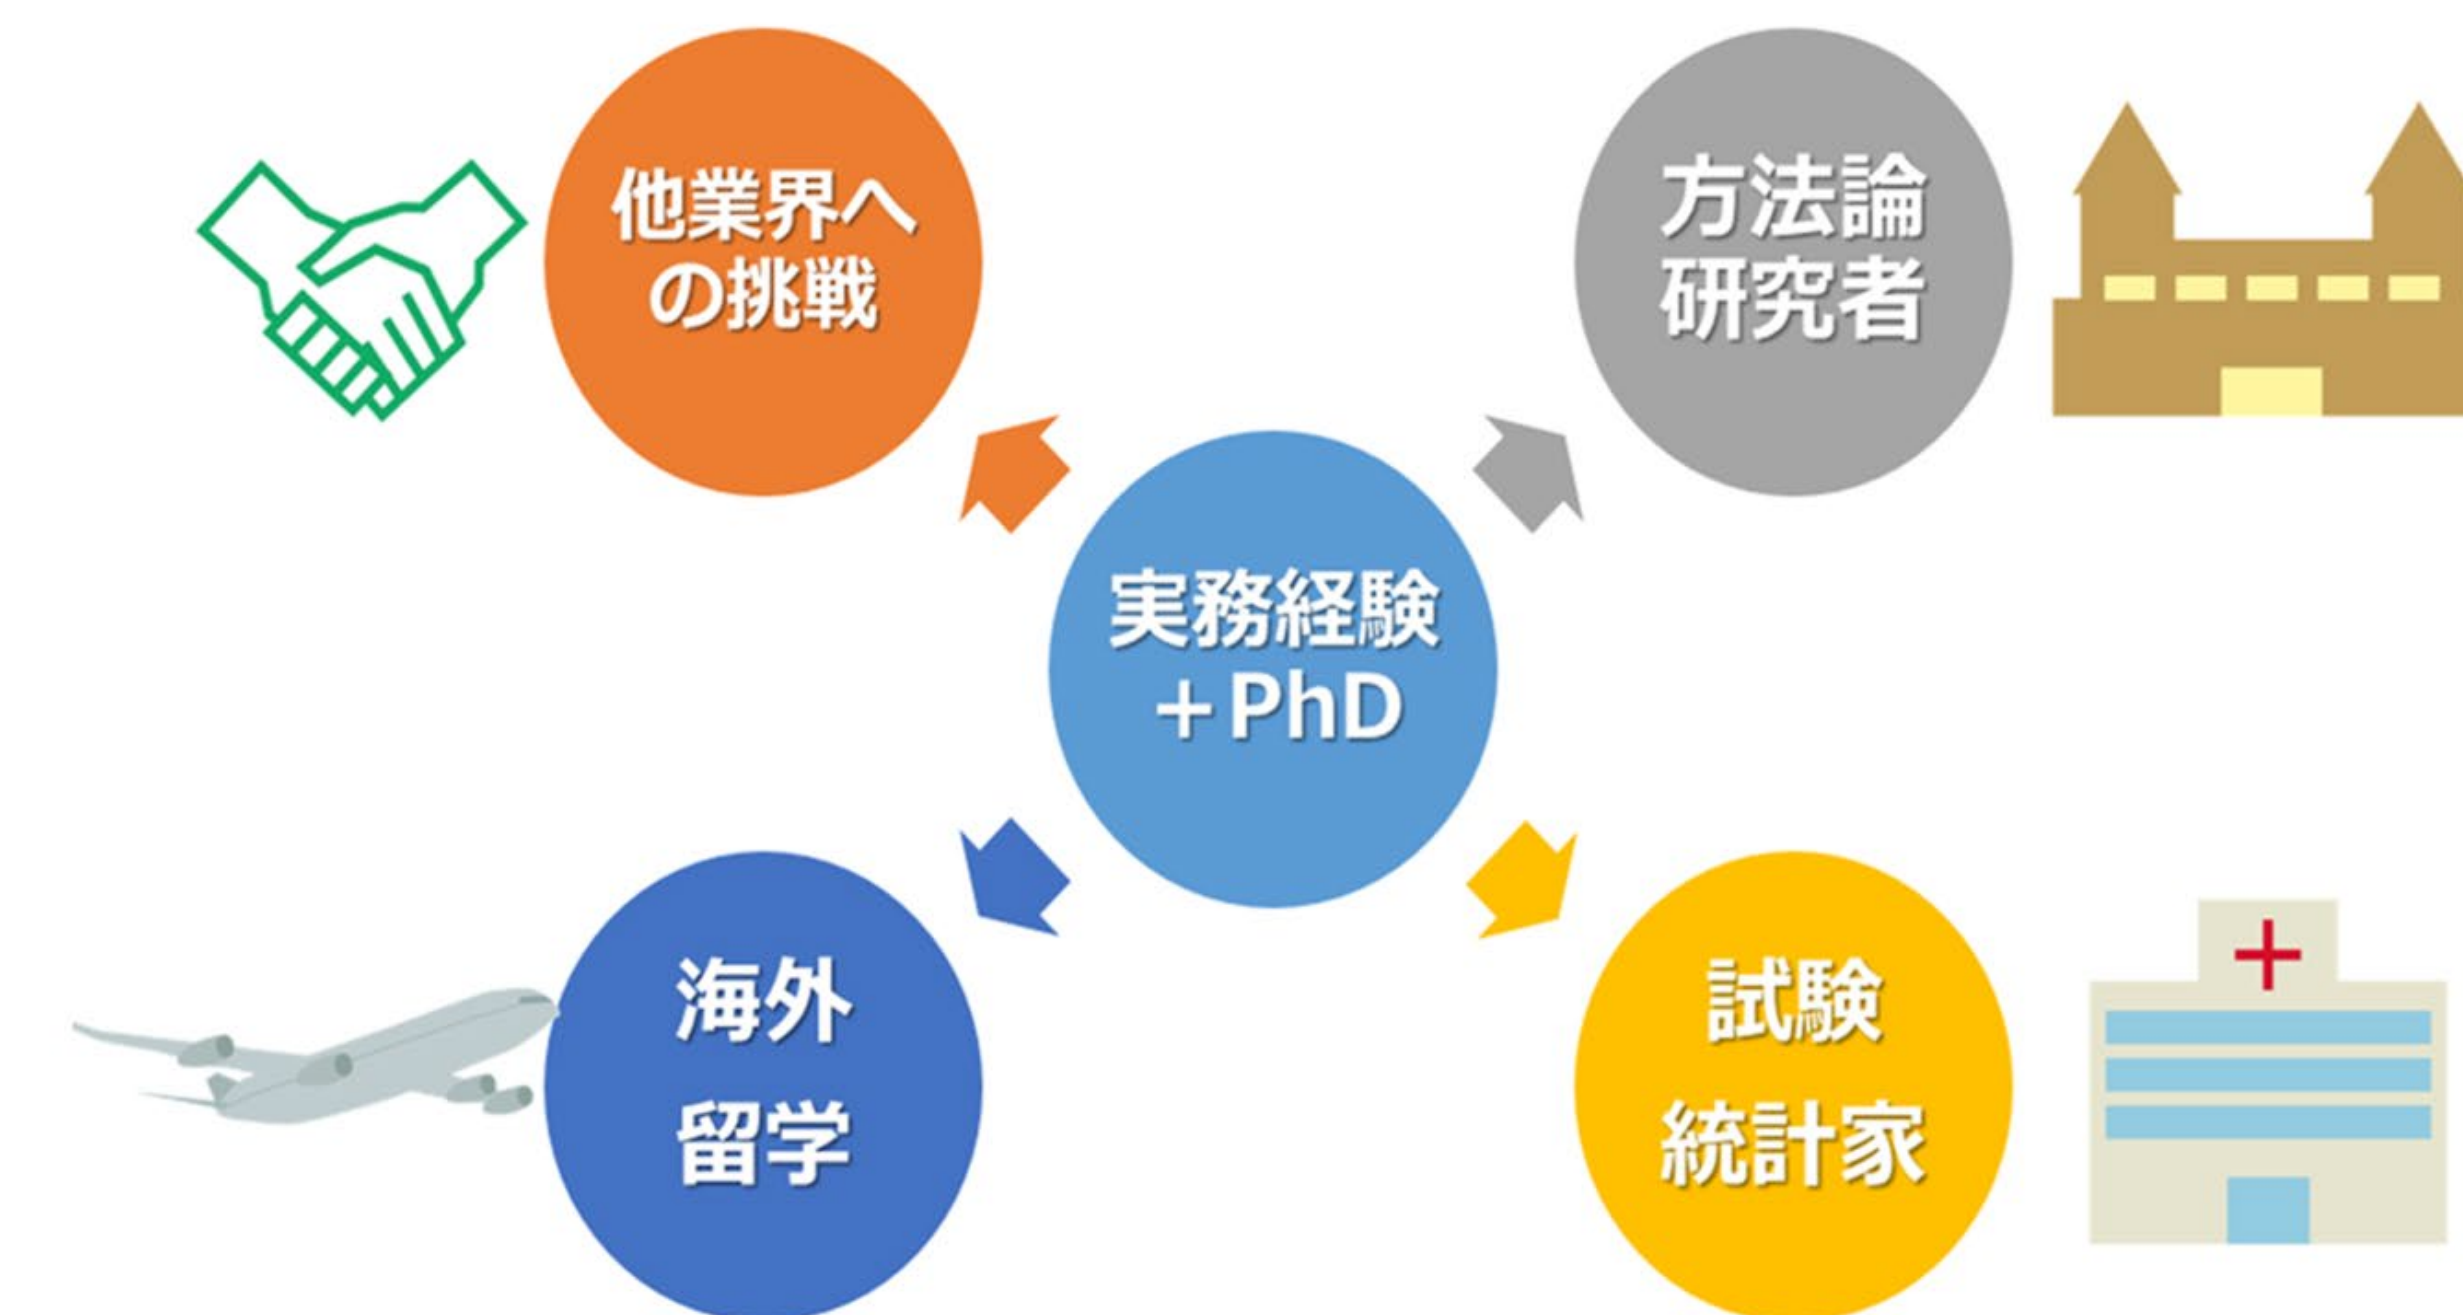 他業界へ
の挑戦
方法論
研究者
実務経験
+PhD
海外
留学
試験
統計家